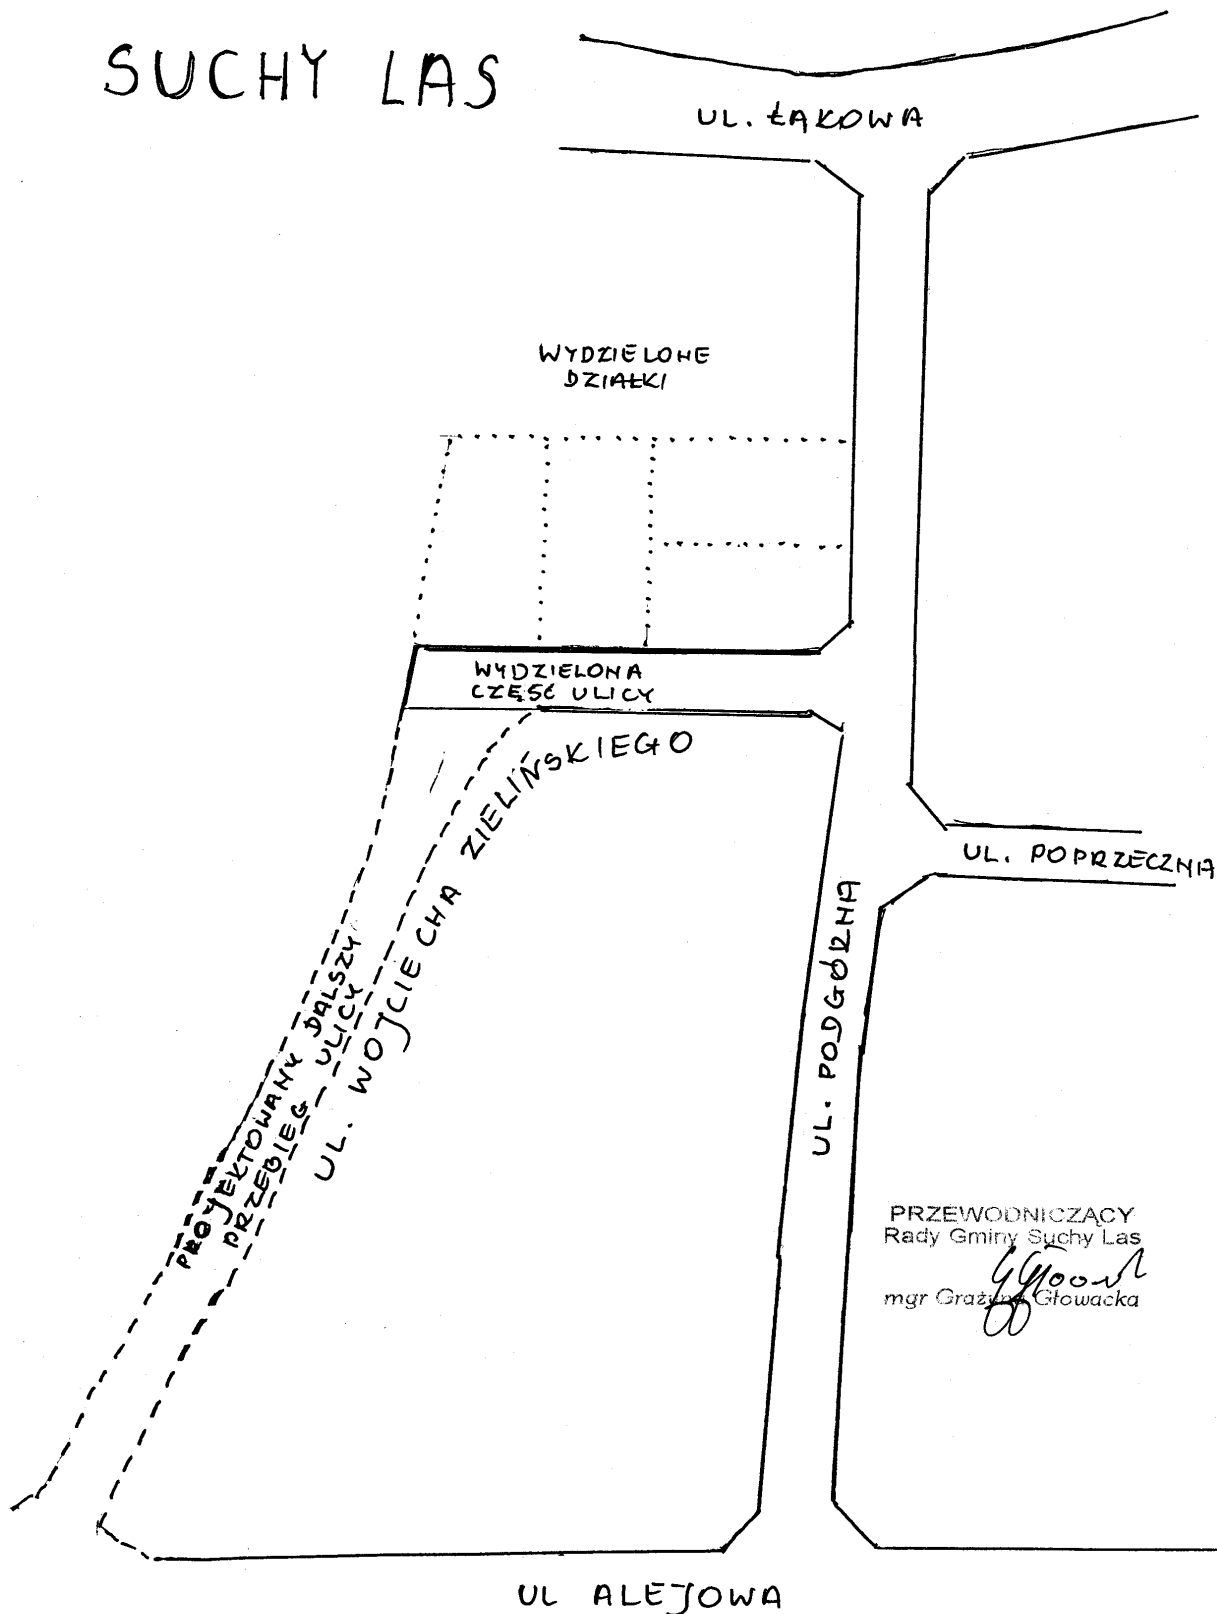 SUCHY LAS
UL. ŁĄKOWA
WYDZIELONE
DZIAŁKI
WYDZIELONA
CZĘŚĆ ULICY
UL. WOJCIECHA ZIELIŃSKIEGO
PROJEKTOWANY DALSZY
PRZEBIEG ULICY
UL. POPRZECZNA
UL. PODGÓRNA
PRZEWODNICZĄCY
Rady Gminy Suchy Las
mgr Grażyna Głowacka
UL ALEJOWA